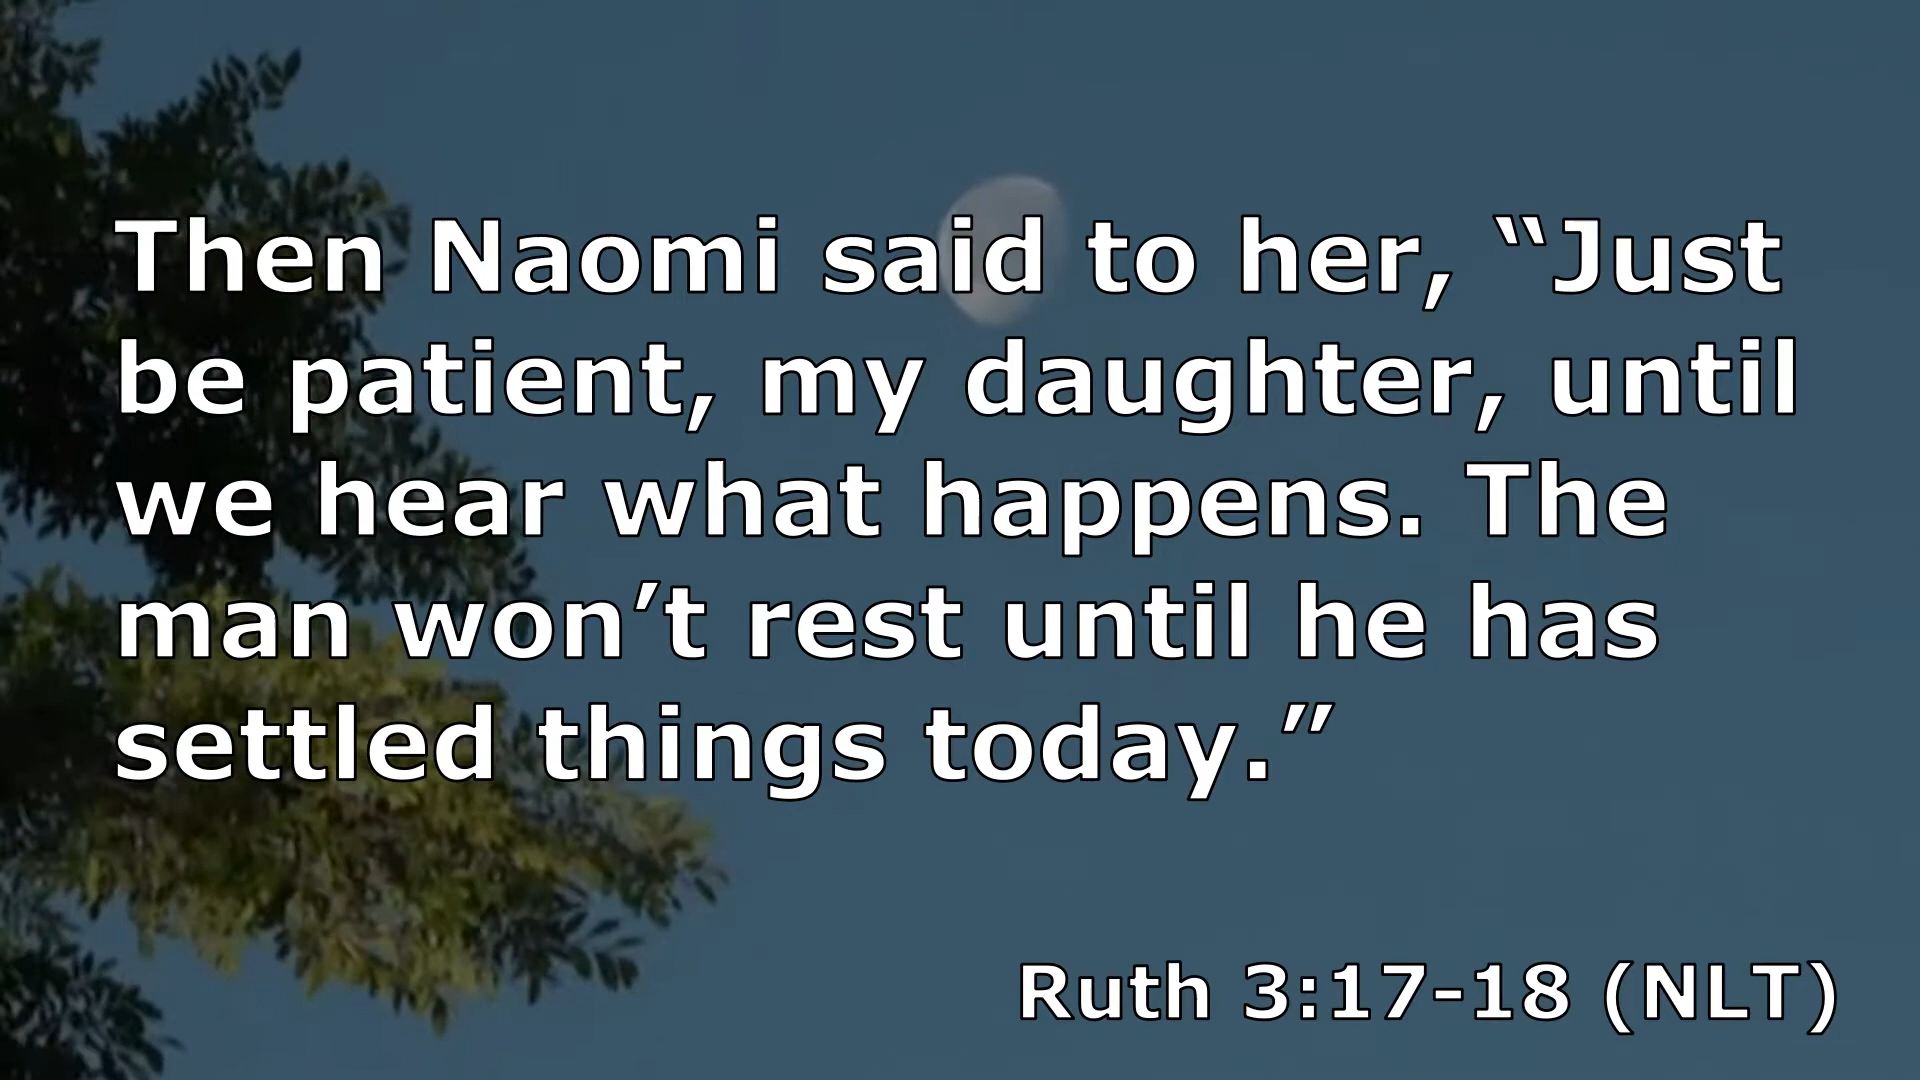 Then Naomi said to her, “Just
be patient, my daughter, until
we hear what happens. The
man won’t rest until he has
settled things today.”
Ruth 3:17-18 (NLT)